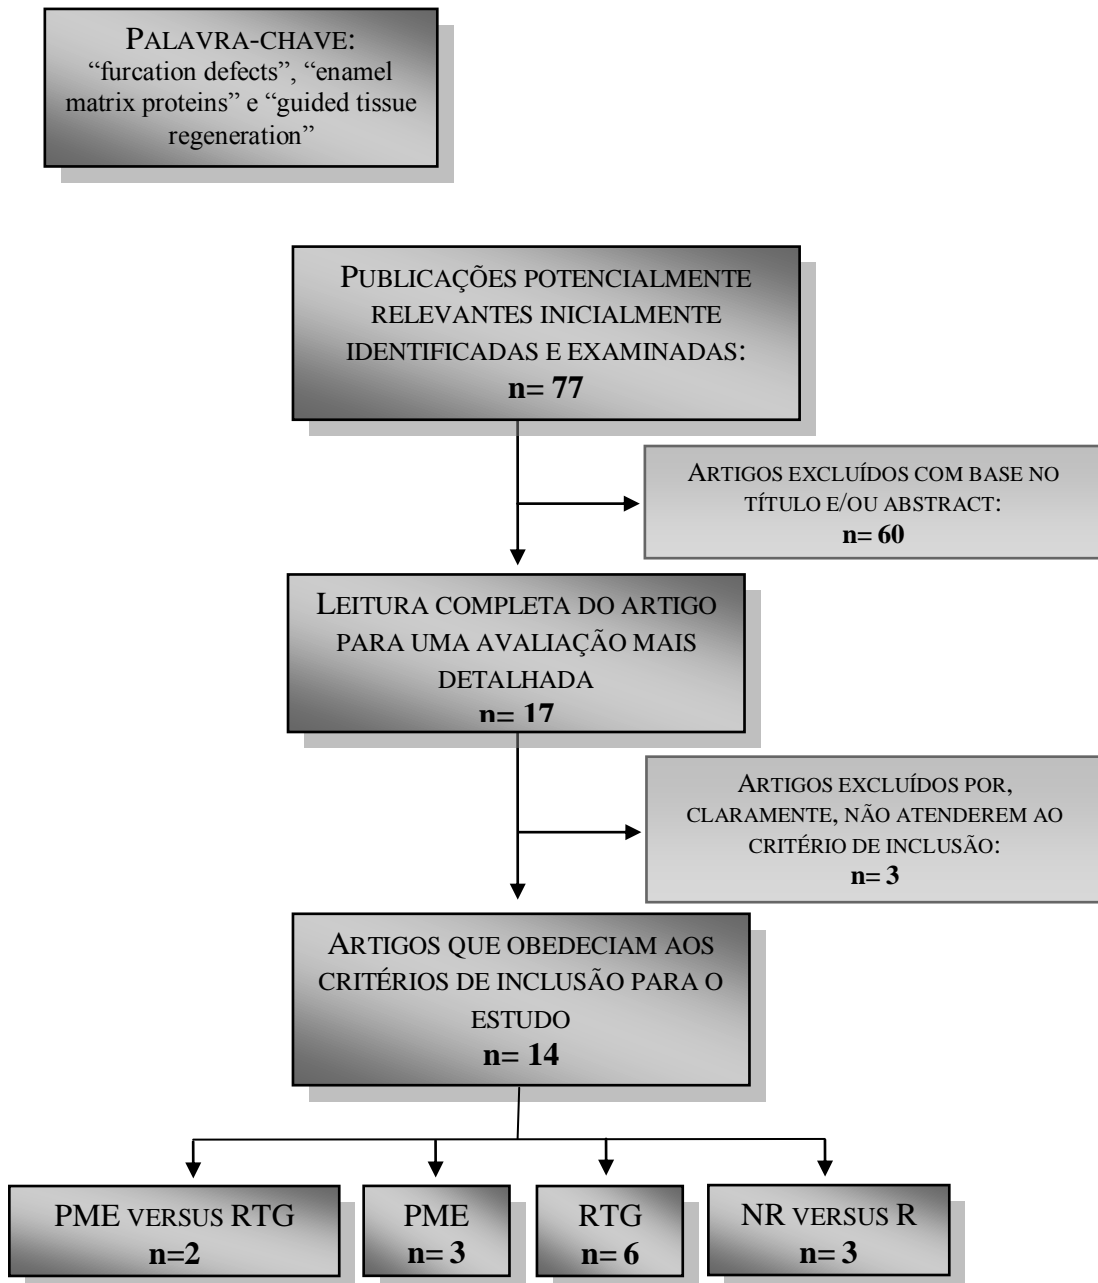 PALAVRA-CHAVE:
“furcation defects”, “enamel
matrix proteins” e “guided tissue
regeneration”
PUBLICAÇÕES POTENCIALMENTE
RELEVANTES INICIALMENTE
IDENTIFICADAS E EXAMINADAS:
n= 77
ARTIGOS EXCLUÍDOS COM BASE NO
TÍTULO E/OU ABSTRACT:
n= 60
LEITURA COMPLETA DO ARTIGO
PARA UMA AVALIAÇÃO MAIS
DETALHADA
n= 17
ARTIGOS EXCLUÍDOS POR,
CLARAMENTE, NÃO ATENDEREM AO
CRITÉRIO DE INCLUSÃO:
n= 3
ARTIGOS QUE OBEDECIAM AOS
CRITÉRIOS DE INCLUSÃO PARA O
ESTUDO
n= 14
PME VERSUS RTG
n=2
PME
n= 3
RTG
n= 6
NR VERSUS R
n= 3